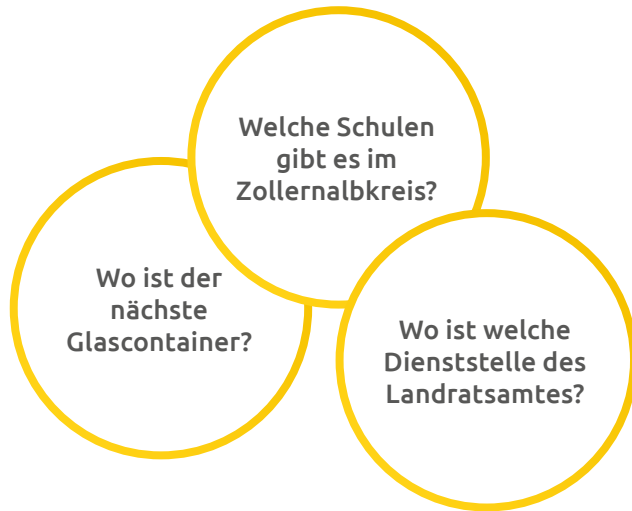 Welche Schulen
gibt es im
Zollernalbkreis?
Wo ist der
nächste
Glascontainer?
Wo ist welche
Dienststelle des
Landratsamtes?